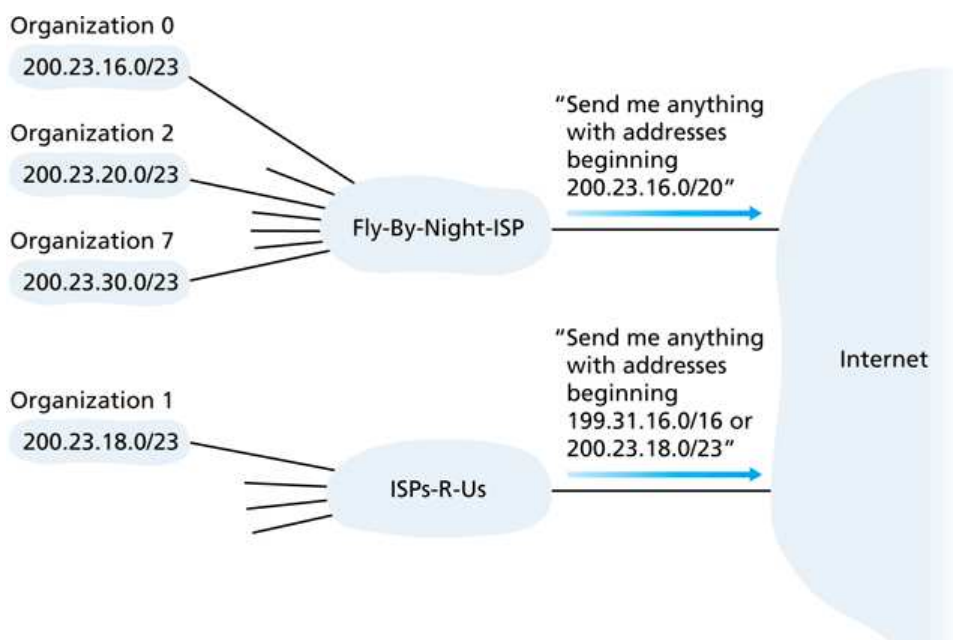 Organization 0
200.23.16.0/23
Organization 2
200.23.20.0/23
Organization 7
200.23.30.0/23
Fly-By-Night-ISP
“Send me anything
with addresses
beginning
200.23.16.0/20”
Organization 1
200.23.18.0/23
ISPs-R-Us
“Send me anything
with addresses
beginning
199.31.16.0/16 or
200.23.18.0/23”
Internet